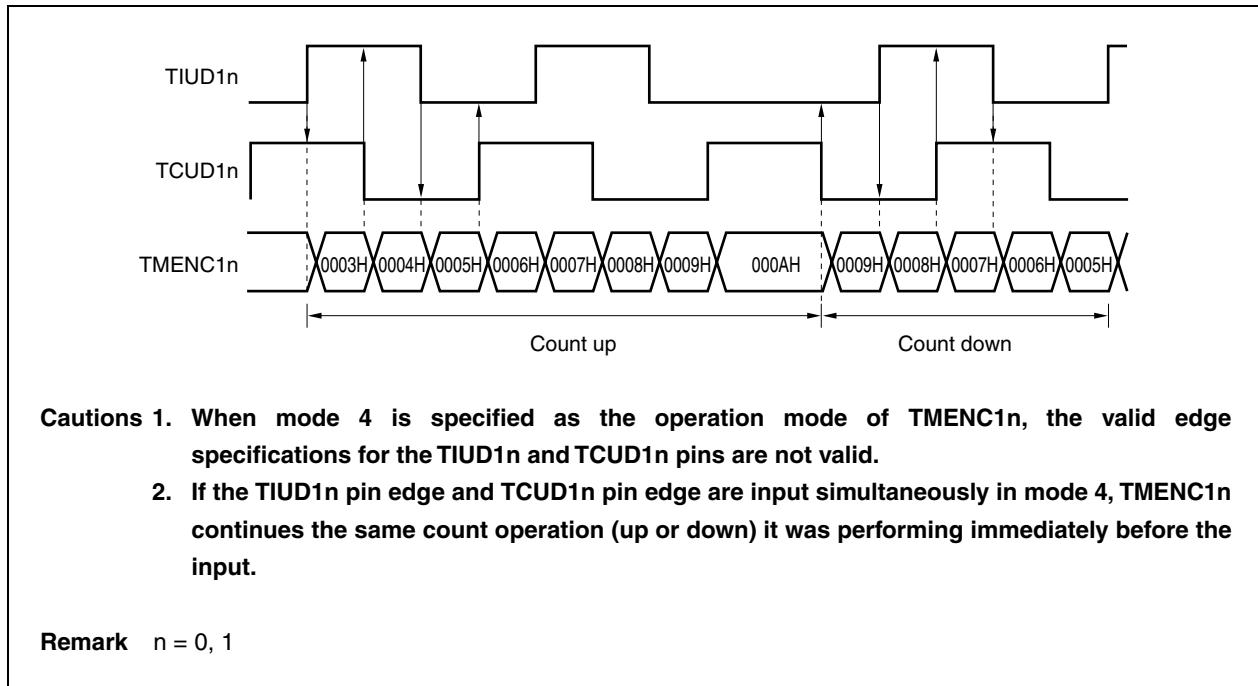 TIUD1n
TCUD1n
TMENC1n
0003H 0004H 0005H 0006H 0007H 0008H 0009H 000AH 0009H 0008H 0007H 0006H 0005H
Count up Count down
Cautions 1. When mode 4 is specified as the operation mode of TMENC1n, the valid edge
specifications for the TIUD1n and TCUD1n pins are not valid.
2. If the TIUD1n pin edge and TCUD1n pin edge are input simultaneously in mode 4, TMENC1n
continues the same count operation (up or down) it was performing immediately before the
input.
Remark n = 0, 1